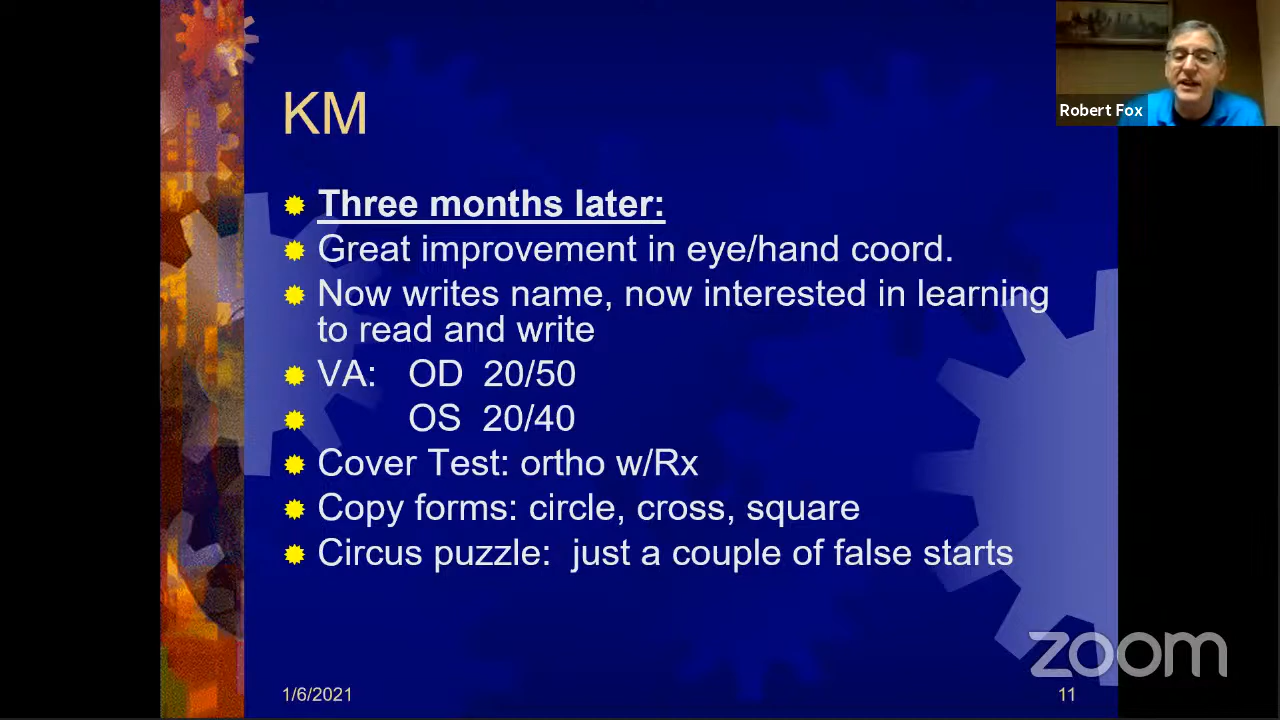 KM
Robert Fox
Three months later:
Great improvement in eye/hand coord.
Now writes name, now interested in learning
to read and write
VA: OD 20/50
OS 20/40
Cover Test: ortho w/Rx
Copy forms: circle, cross, square
Circus puzzle: just a couple of false starts
zoom
1/6/2021
11